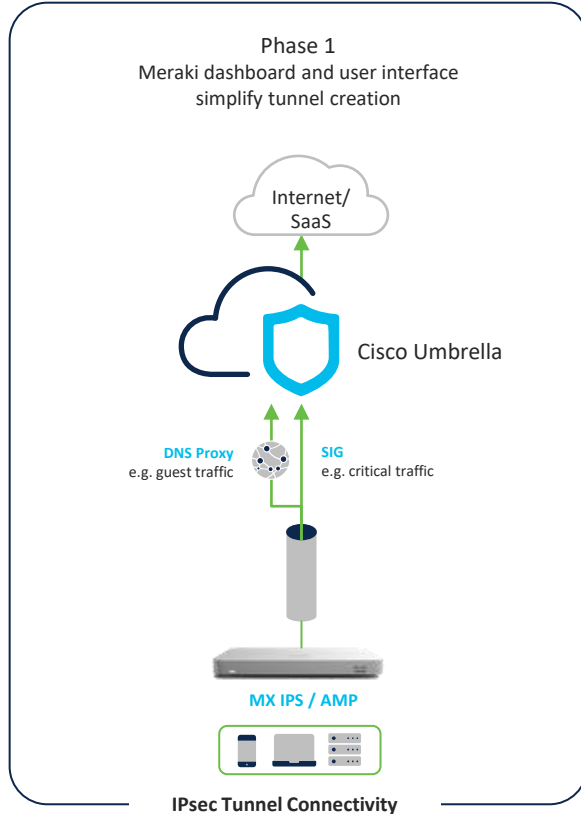 Phase 1
Meraki dashboard and user interface
simplify tunnel creation
Internet/
SaaS
Cisco Umbrella
DNS Proxy
e.g. guest traffic
SIG
e.g. critical traffic
MX IPS / AMP
IPsec Tunnel Connectivity